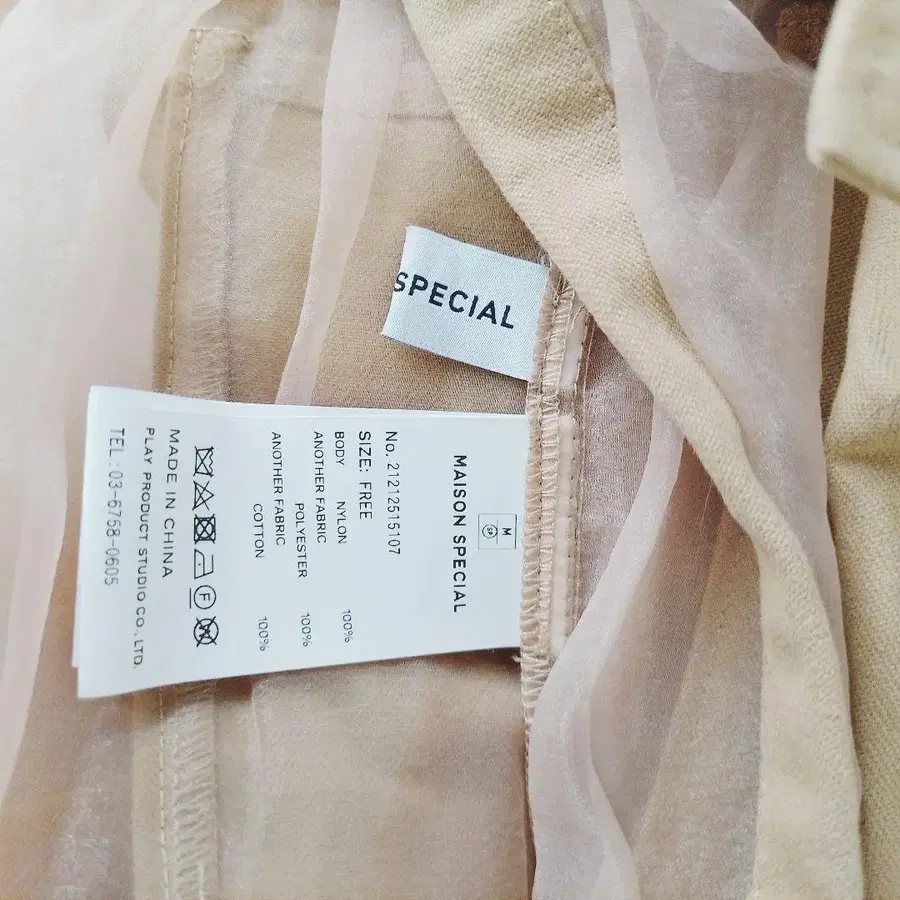 SPECIAL
M
MAISON SPECIAL
No. 21212515107
SIZE: FREE
BODY NYLON 100%
ANOTHER FABRIC
POLYESTER 100%
ANOTHER FABRIC
COTTON 100%
MADE IN CHINA
PLAY PRODUCT STUDIO CO., LTD.
TEL : 03-6758-0605